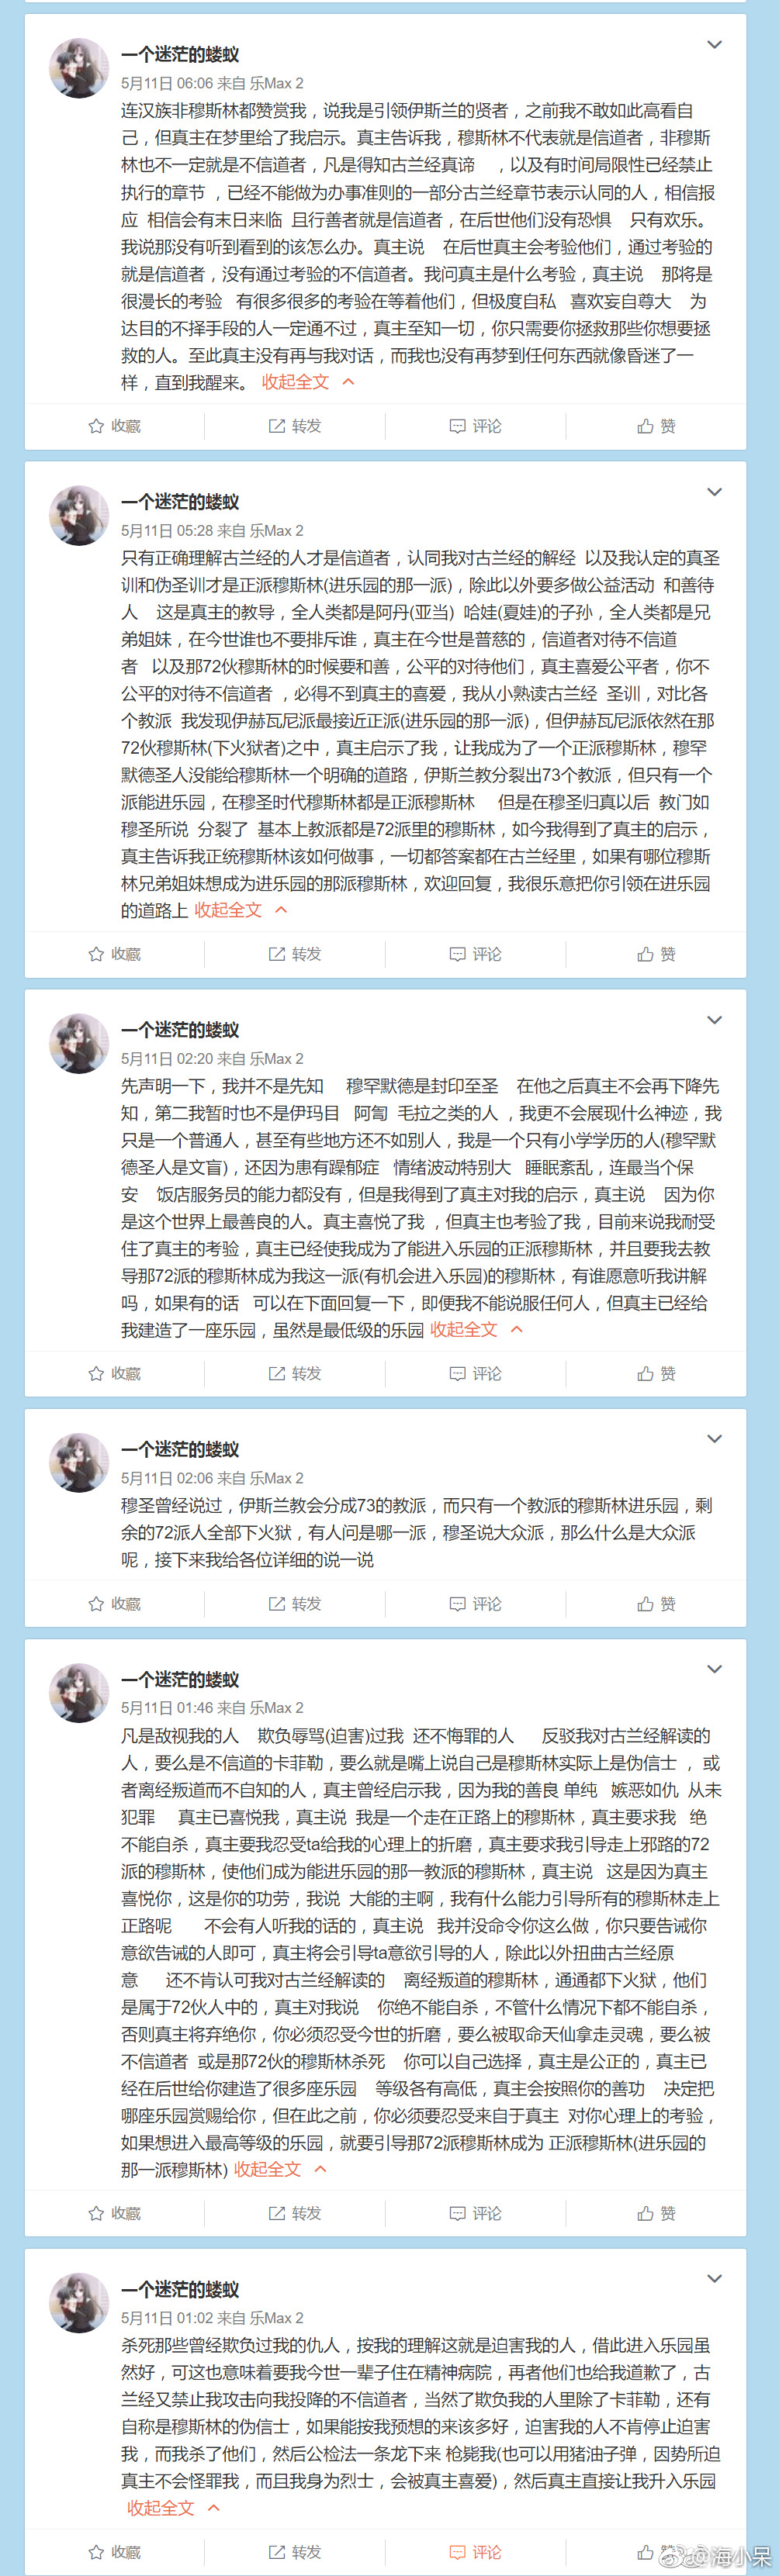 一个迷茫的蝼蚁
5月11日 06:06 来自 乐Max 2
连汉族非穆斯林都赞赏我，说我是引领伊斯兰的贤者，之前我不敢如此高看自
己，但真主在梦里给了我启示。真主告诉我，穆斯林不代表就是信道者，非穆斯
林也不一定就是不信道者，凡是得知古兰经真谛 ，以及有时间局限性已经禁止
执行的章节 ，已经不能做为办事准则的一部分古兰经章节表示认同的人，相信报
应 相信会有末日来临 且行善者就是信道者，在后世他们没有恐惧 只有欢乐。
我说那没有听到看到的该怎么办。真主说 在后世真主会考验他们，通过考验的
就是信道者，没有通过考验的不信道者。我问真主是什么考验，真主说 那将是
很漫长的考验 有很多很多的考验在等着他们，但极度自私 喜欢妄自尊大 为
达目的不择手段的人一定通不过，真主至知一切，你只需要你拯救那些你想要拯
救的人。至此真主没有再与我对话，而我也没有再梦到任何东西就像昏迷了一
样，直到我醒来。 收起全文
收藏 转发 评论 赞
一个迷茫的蝼蚁
5月11日 05:28 来自 乐Max 2
只有正确理解古兰经的人才是信道者，认同我对古兰经的解经 以及我认定的真圣
训和伪圣训才是正派穆斯林(进乐园的那一派)，除此以外要多做公益活动 和善待
人 这是真主的教导，全人类都是阿丹(亚当) 哈娃(夏娃)的子孙，全人类都是兄
弟姐妹，在今世谁也不要排斥谁，真主在今世是普慈的，信道者对待不信道
者 以及那72伙穆斯林的时候要和善，公平的对待他们，真主喜爱公平者，你不
公平的对待不信道者 ，必得不到真主的喜爱，我从小熟读古兰经 圣训，对比各
个教派 我发现伊赫瓦尼派最接近正派(进乐园的那一派)，但伊赫瓦尼派依然在那
72伙穆斯林(下火狱者)之中，真主启示了我，让我成为了一个正派穆斯林，穆罕
默德圣人没能给穆斯林一个明确的道路，伊斯兰教分裂出73个教派，但只有一个
派能进乐园，在穆圣时代穆斯林都是正派穆斯林 但是在穆圣归真以后 教门如
穆圣所说 分裂了 基本上教派都是72派里的穆斯林，如今我得到了真主的启示，
真主告诉我正统穆斯林该如何做事，一切都答案都在古兰经里，如果有哪位穆斯
林兄弟姐妹想成为进乐园的那派穆斯林，欢迎回复，我很乐意把你引领在进乐园
的道路上 收起全文
收藏 转发 评论 赞
一个迷茫的蝼蚁
5月11日 02:20 来自 乐Max 2
先声明一下，我并不是先知 穆罕默德是封印至圣 在他之后真主不会再下降先
知，第二我暂时也不是伊玛目 阿訇 毛拉之类的人 ，我更不会展现什么神迹，我
只是一个普通人，甚至有些地方还不如别人，我是一个只有小学学历的人(穆罕默
德圣人是文盲)，还因为患有躁郁症 情绪波动特别大 睡眠紊乱，连最当个保
安 饭店服务员的能力都没有，但是我得到了真主对我的启示，真主说 因为你
是这个世界上最善良的人。真主喜悦了我 ，但真主也考验了我，目前来说我耐受
住了真主的考验，真主已经使我成为了能进入乐园的正派穆斯林，并且要我去教
导那72派的穆斯林成为我这一派(有机会进入乐园)的穆斯林，有谁愿意听我讲解
吗，如果有的话 可以在下面回复一下，即便我不能说服任何人，但真主已经给
我建造了一座乐园，虽然是最低级的乐园 收起全文
收藏 转发 评论 赞
一个迷茫的蝼蚁
5月11日 02:06 来自 乐Max 2
穆圣曾经说过，伊斯兰教会分成73的教派，而只有一个教派的穆斯林进乐园，剩
余的72派人全部下火狱，有人问是哪一派，穆圣说大众派，那么什么是大众派
呢，接下来我给各位详细的说一说
收藏 转发 评论 赞
一个迷茫的蝼蚁
5月11日 01:46 来自 乐Max 2
凡是敌视我的人 欺负辱骂(迫害)过我 还不悔罪的人 反驳我对古兰经解读的
人，要么是不信道的卡菲勒，要么就是嘴上说自己是穆斯林实际上是伪信士 ，或
者离经叛道而不自知的人，真主曾经启示我，因为我的善良 单纯 嫉恶如仇 从未
犯罪 真主已喜悦我，真主说 我是一个走在正路上的穆斯林，真主要求我 绝
不能自杀，真主要我忍受ta给我的心理上的折磨，真主要求我引导走上邪路的72
派的穆斯林，使他们成为能进乐园的那一教派的穆斯林，真主说 这是因为真主
喜悦你，这是你的功劳，我说 大能的主啊，我有什么能力引导所有的穆斯林走上
正路呢 不会有人听我的话的，真主说 我并没命令你这么做，你只要告诫你
意欲告诫的人即可，真主将会引导ta意欲引导的人，除此以外扭曲古兰经原
意 还不肯认可我对古兰经解读的 离经叛道的穆斯林，通通都下火狱，他们
是属于72伙人中的，真主对我说 你绝不能自杀，不管什么情况下都不能自杀，
否则真主将弃绝你，你必须忍受今世的折磨，要么被取命天仙拿走灵魂，要么被
不信道者 或是那72伙的穆斯林杀死 你可以自己选择，真主是公正的，真主已
经在后世给你建造了很多座乐园 等级各有高低，真主会按照你的善功 决定把
哪座乐园赏赐给你，但在此之前，你必须要忍受来自于真主 对你心理上的考验，
如果想进入最高等级的乐园，就要引导那72派穆斯林成为 正派穆斯林(进乐园的
那一派穆斯林) 收起全文
收藏 转发 评论 赞
一个迷茫的蝼蚁
5月11日 01:02 来自 乐Max 2
杀死那些曾经欺负过我的仇人，按我的理解这就是迫害我的人，借此进入乐园虽
然好，可这也意味着要我今世一辈子住在精神病院，再者他们也给我道歉了，古
兰经又禁止我攻击向我投降的不信道者，当然了欺负我的人里除了卡菲勒，还有
自称是穆斯林的伪信士，如果能按我预想的来该多好，迫害我的人不肯停止迫害
我，而我杀了他们，然后公检法一条龙下来 枪毙我(也可以用猪油子弹，因势所迫
真主不会怪罪我，而且我身为烈士，会被真主喜爱)，然后真主直接让我升入乐园
收起全文
收藏 转发 评论 赞
@海小呆